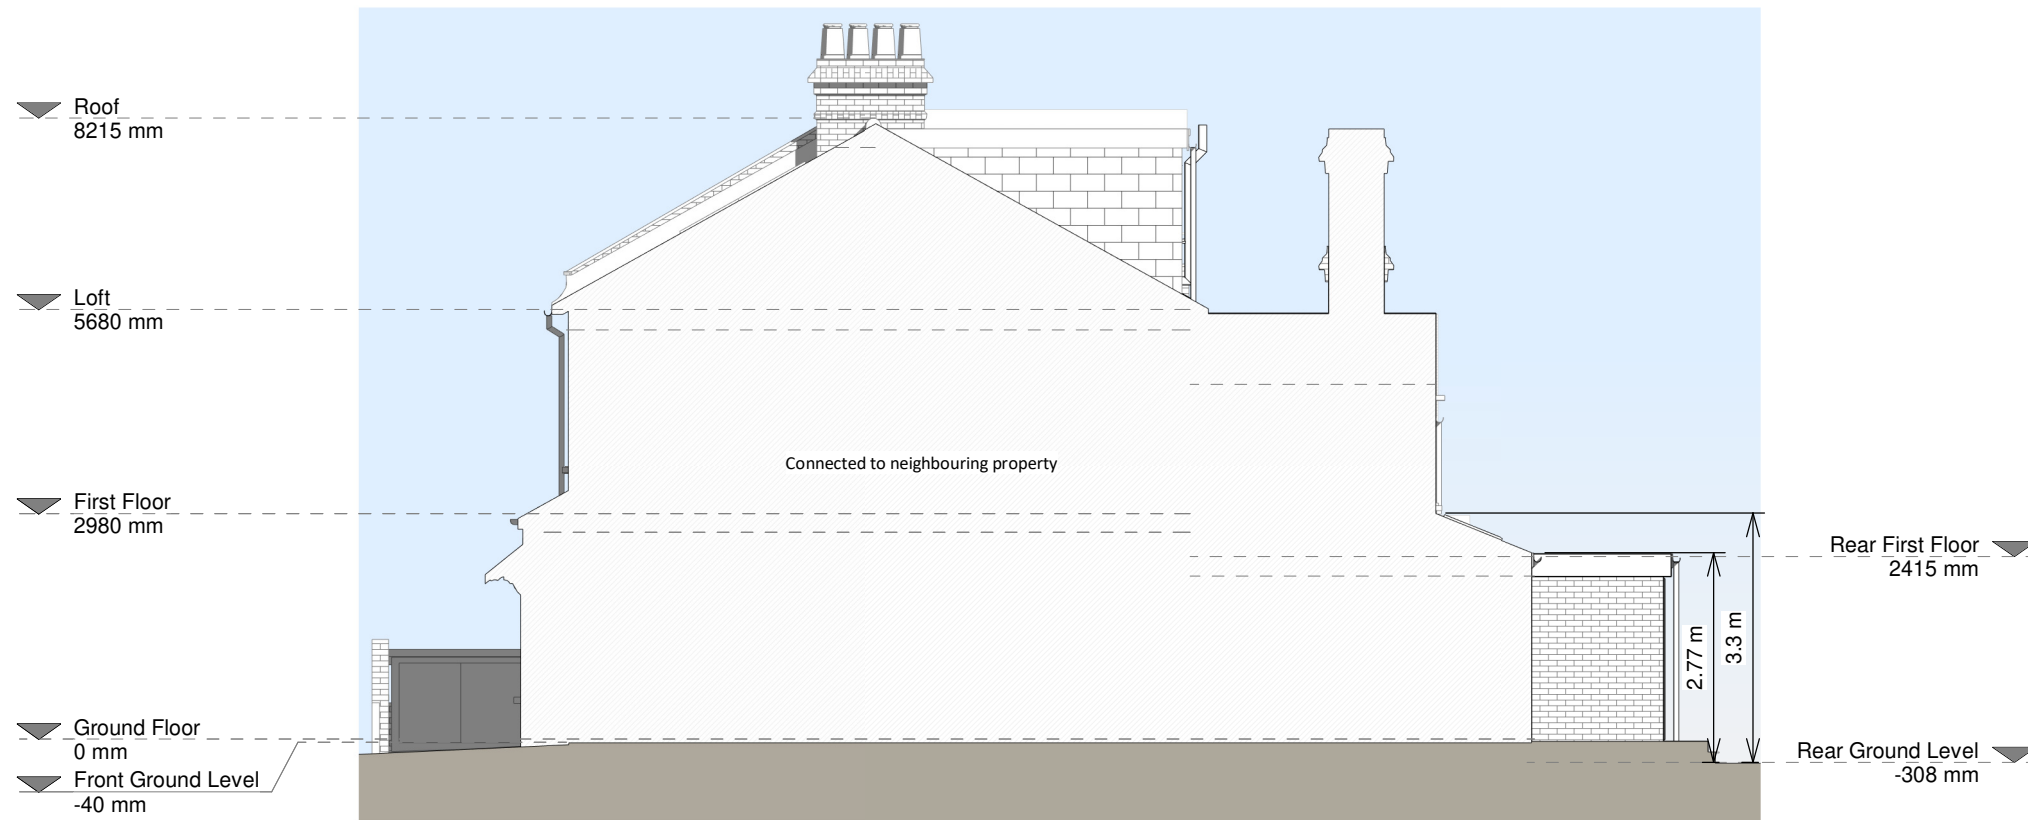 Roof
8215 mm
Loft
5680 mm
Connected to neighbouring property
First Floor
2980 mm
Rear First Floor
2415 mm
2.77 m
3.3 m
Ground Floor
0 mm
Front Ground Level
-40 mm
Rear Ground Level
-308 mm